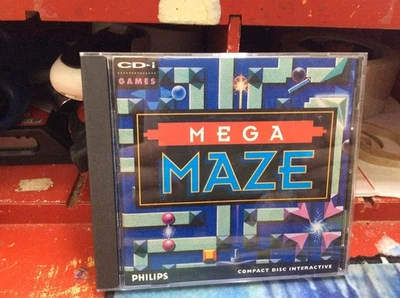 CD-i
GAMES
MEGA
MAZE
PHILIPS
COMPACT DISC INTERACTIVE